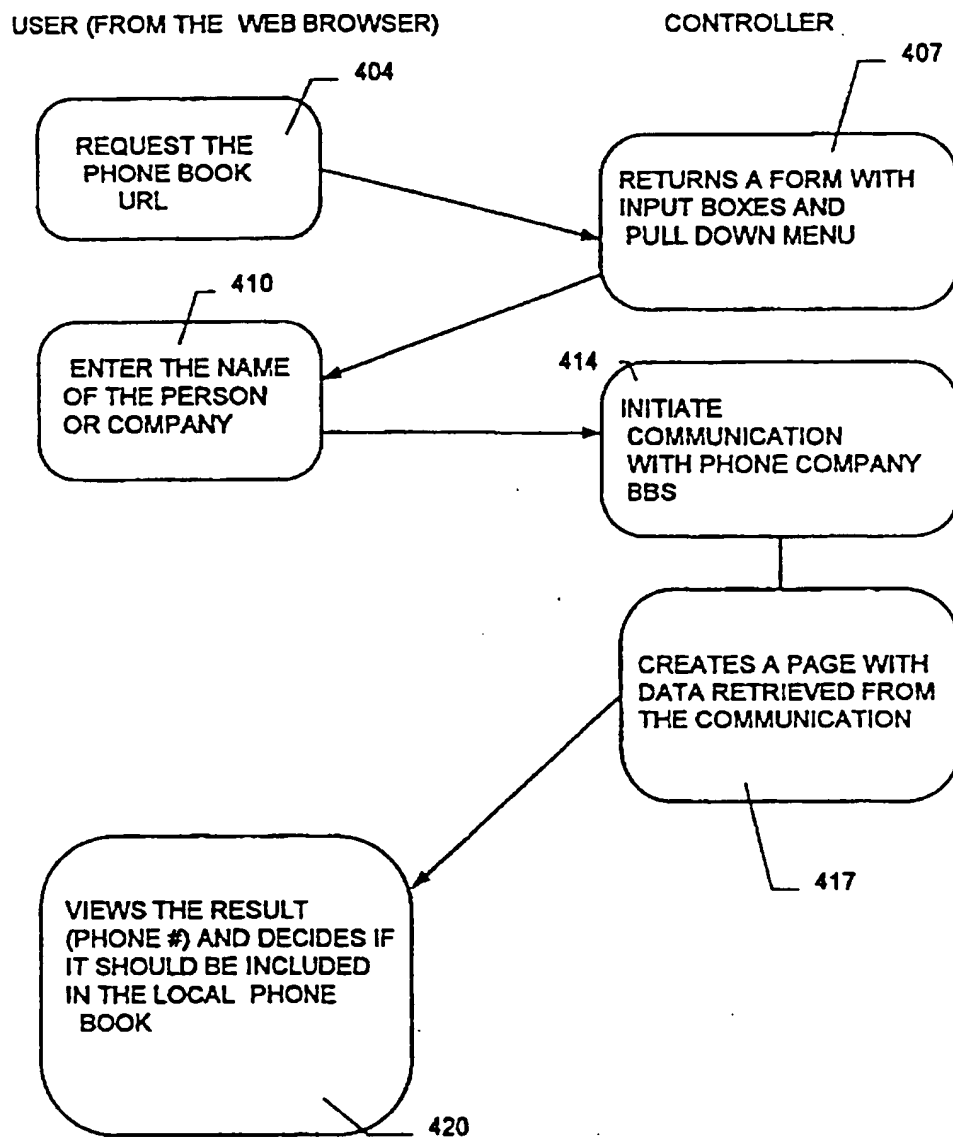 USER (FROM THE WEB BROWSER)
CONTROLLER
404
407
REQUEST THE
PHONE BOOK
URL
RETURNS A FORM WITH
INPUT BOXES AND
PULL DOWN MENU
410
ENTER THE NAME
OF THE PERSON
OR COMPANY
414
INITIATE
COMMUNICATION
WITH PHONE COMPANY
BBS
CREATES A PAGE WITH
DATA RETRIEVED FROM
THE COMMUNICATION
417
VIEWS THE RESULT
(PHONE #) AND DECIDES IF
IT SHOULD BE INCLUDED
IN THE LOCAL PHONE
BOOK
420